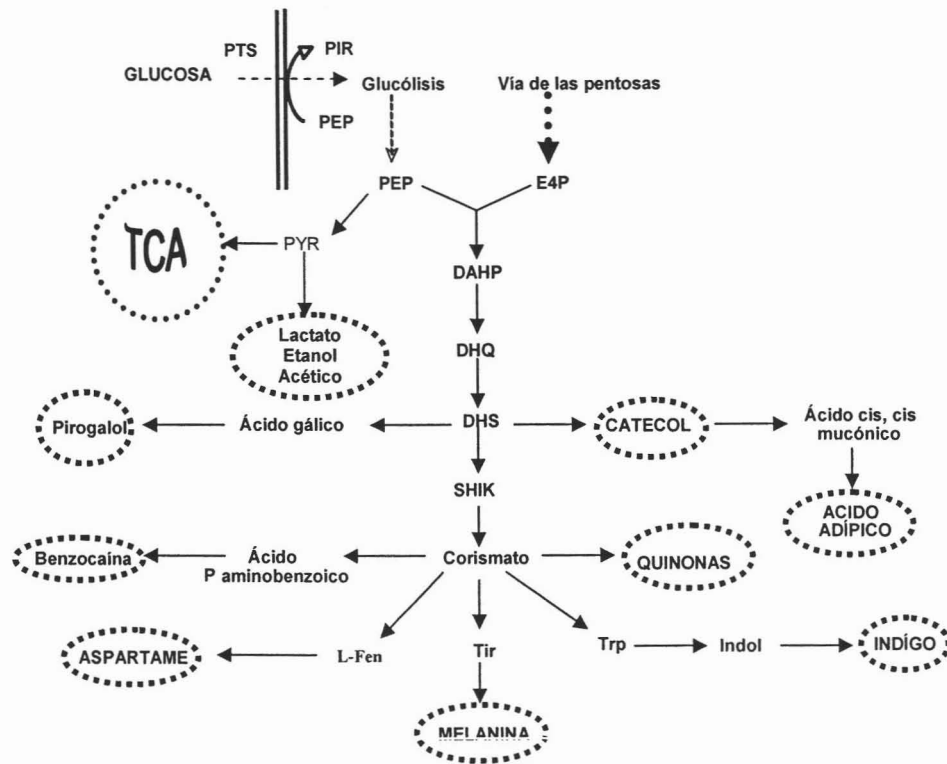 PTS
PIR
GLUCOSA
Glucólisis
Vía de las pentosas
PEP
PEP
E4P
TCA
PYR
DAHP
Lactato
Etanol
Acético
DHQ
Pirogalol
Ácido gálico
DHS
CATECOL
Ácido cis, cis
mucónico
SHIK
ACIDO
ADÍPICO
Benzocaína
Ácido
P aminobenzoico
Corismato
QUINONAS
ASPARTAME
L-Fen
Tir
Trp
Indol
INDÍGO
MELANINA